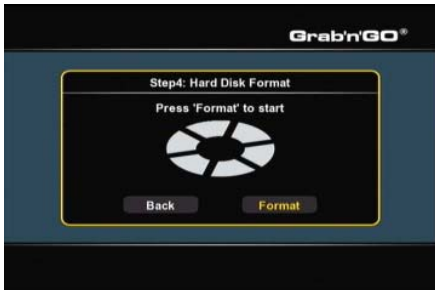 Grab'n'GO®
Step4: Hard Disk Format
Press 'Format' to start
Back
Format